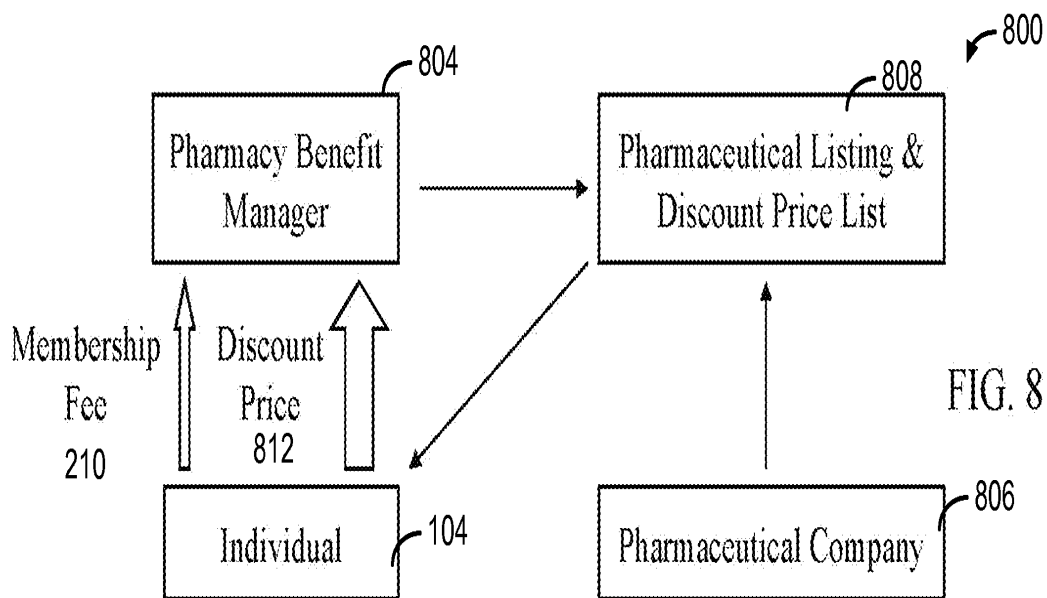 800
804
808
Pharmacy Benefit
Manager
Pharmaceutical Listing &
Discount Price List
Membership
Fee
210
Discount
Price
812
FIG. 8
Individual
104
Pharmaceutical Company
806